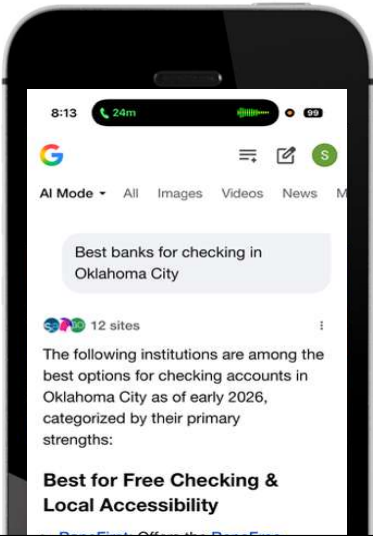 8:13 24m 99
G S
AI Mode All Images Videos News M
Best banks for checking in
Oklahoma City
12 sites
The following institutions are among the
best options for checking accounts in
Oklahoma City as of early 2026,
categorized by their primary
strengths:
Best for Free Checking &
Local Accessibility